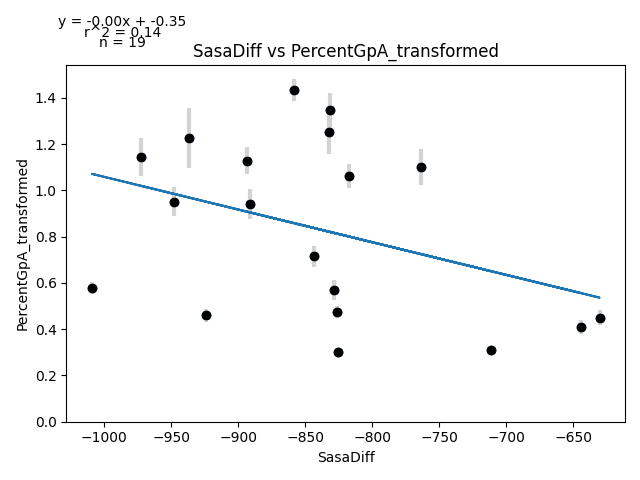 y = -0.00x + -0.35
r^2 = 0.14
n = 19
SasaDiff vs PercentGpA_transformed
PercentGpA_transformed
1.4
1.2
1.0
0.8
0.6
0.4
0.2
0.0
−1000 −950 −900 −850 −800 −750 −700 −650
SasaDiff